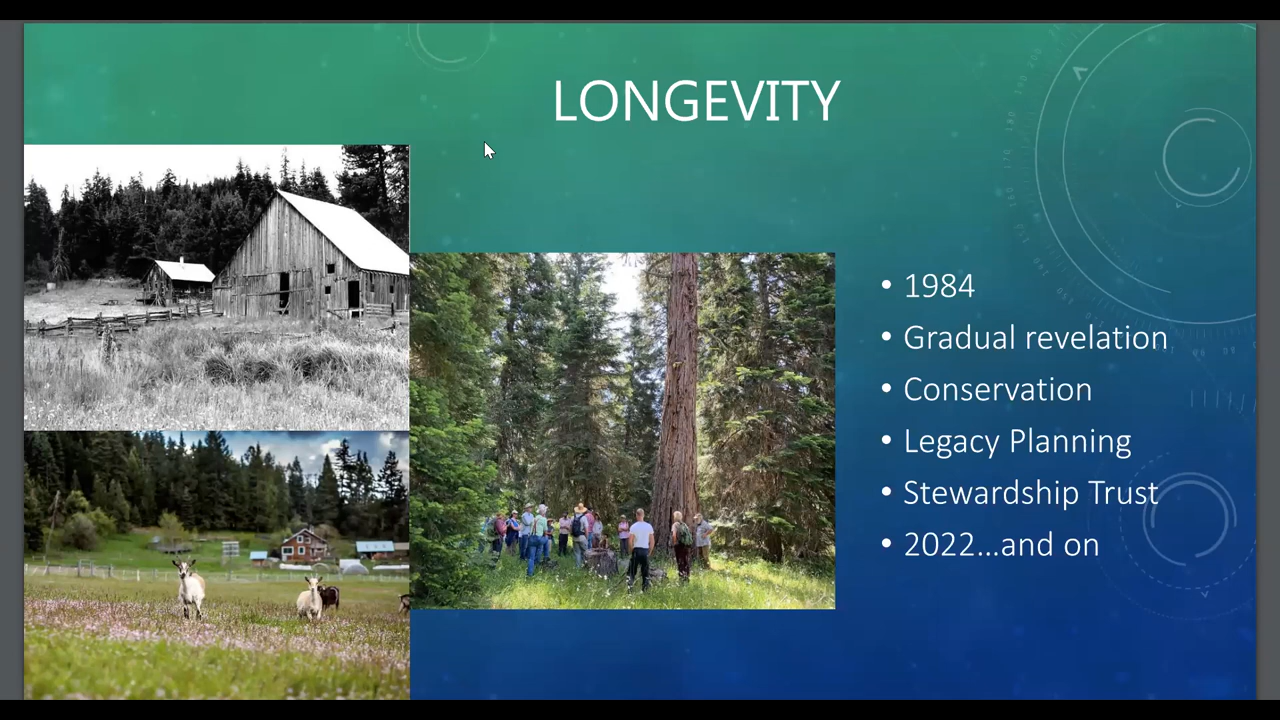 LONGEVITY
• 1984
• Gradual revelation
• Conservation
• Legacy Planning
• Stewardship Trust
• 2022...and on